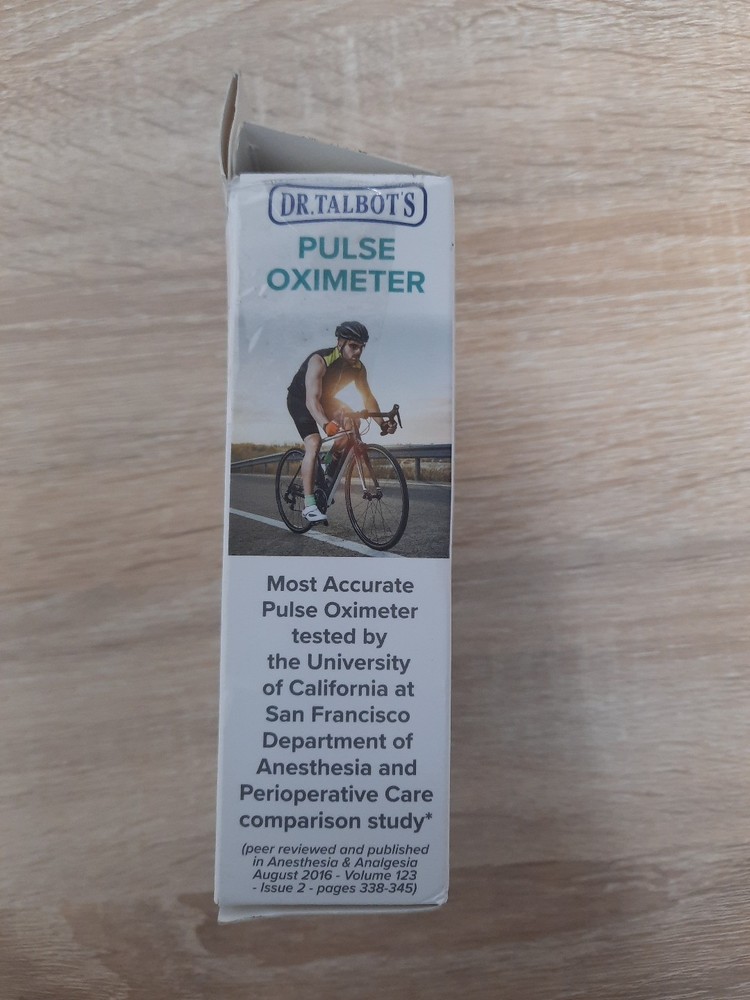 DR.TALBOT'S
PULSE
OXIMETER
Most Accurate
Pulse Oximeter
tested by
the University
of California at
San Francisco
Department of
Anesthesia and
Perioperative Care
comparison study*
(peer reviewed and published
in Anesthesia & Analgesia
August 2016 - Volume 123
- Issue 2 - pages 338-345)